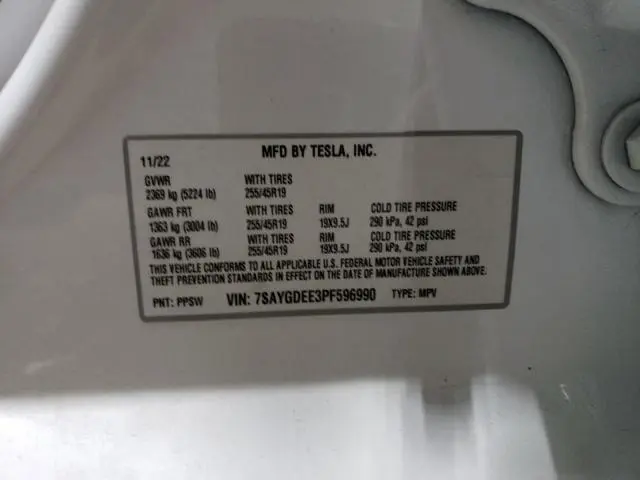 MFD BY TESLA, INC.
11/22
GVWR WITH TIRES
2369 kg (5224 lb) 255/45R19
GAWR FRT WITH TIRES RIM COLD TIRE PRESSURE
1363 kg (3004 lb) 255/45R19 19X9.5J 290 kPa, 42 psi
GAWR RR WITH TIRES RIM COLD TIRE PRESSURE
1636 kg (3606 lb) 255/45R19 19X9.5J 290 kPa, 42 psi
THIS VEHICLE CONFORMS TO ALL APPLICABLE U.S. FEDERAL MOTOR VEHICLE SAFETY AND
THEFT PREVENTION STANDARDS IN EFFECT ON THE DATE OF MANUFACTURE SHOWN ABOVE.
PNT: PPSW VIN: 7SAYGDEE3PF596990 TYPE: MPV